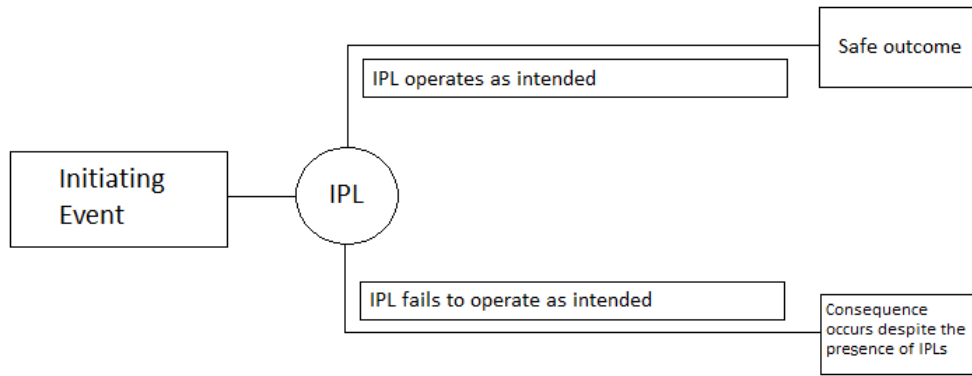 Safe outcome
IPL operates as intended
Initiating
Event
IPL
IPL fails to operate as intended
Consequence
occurs despite the
presence of IPLs